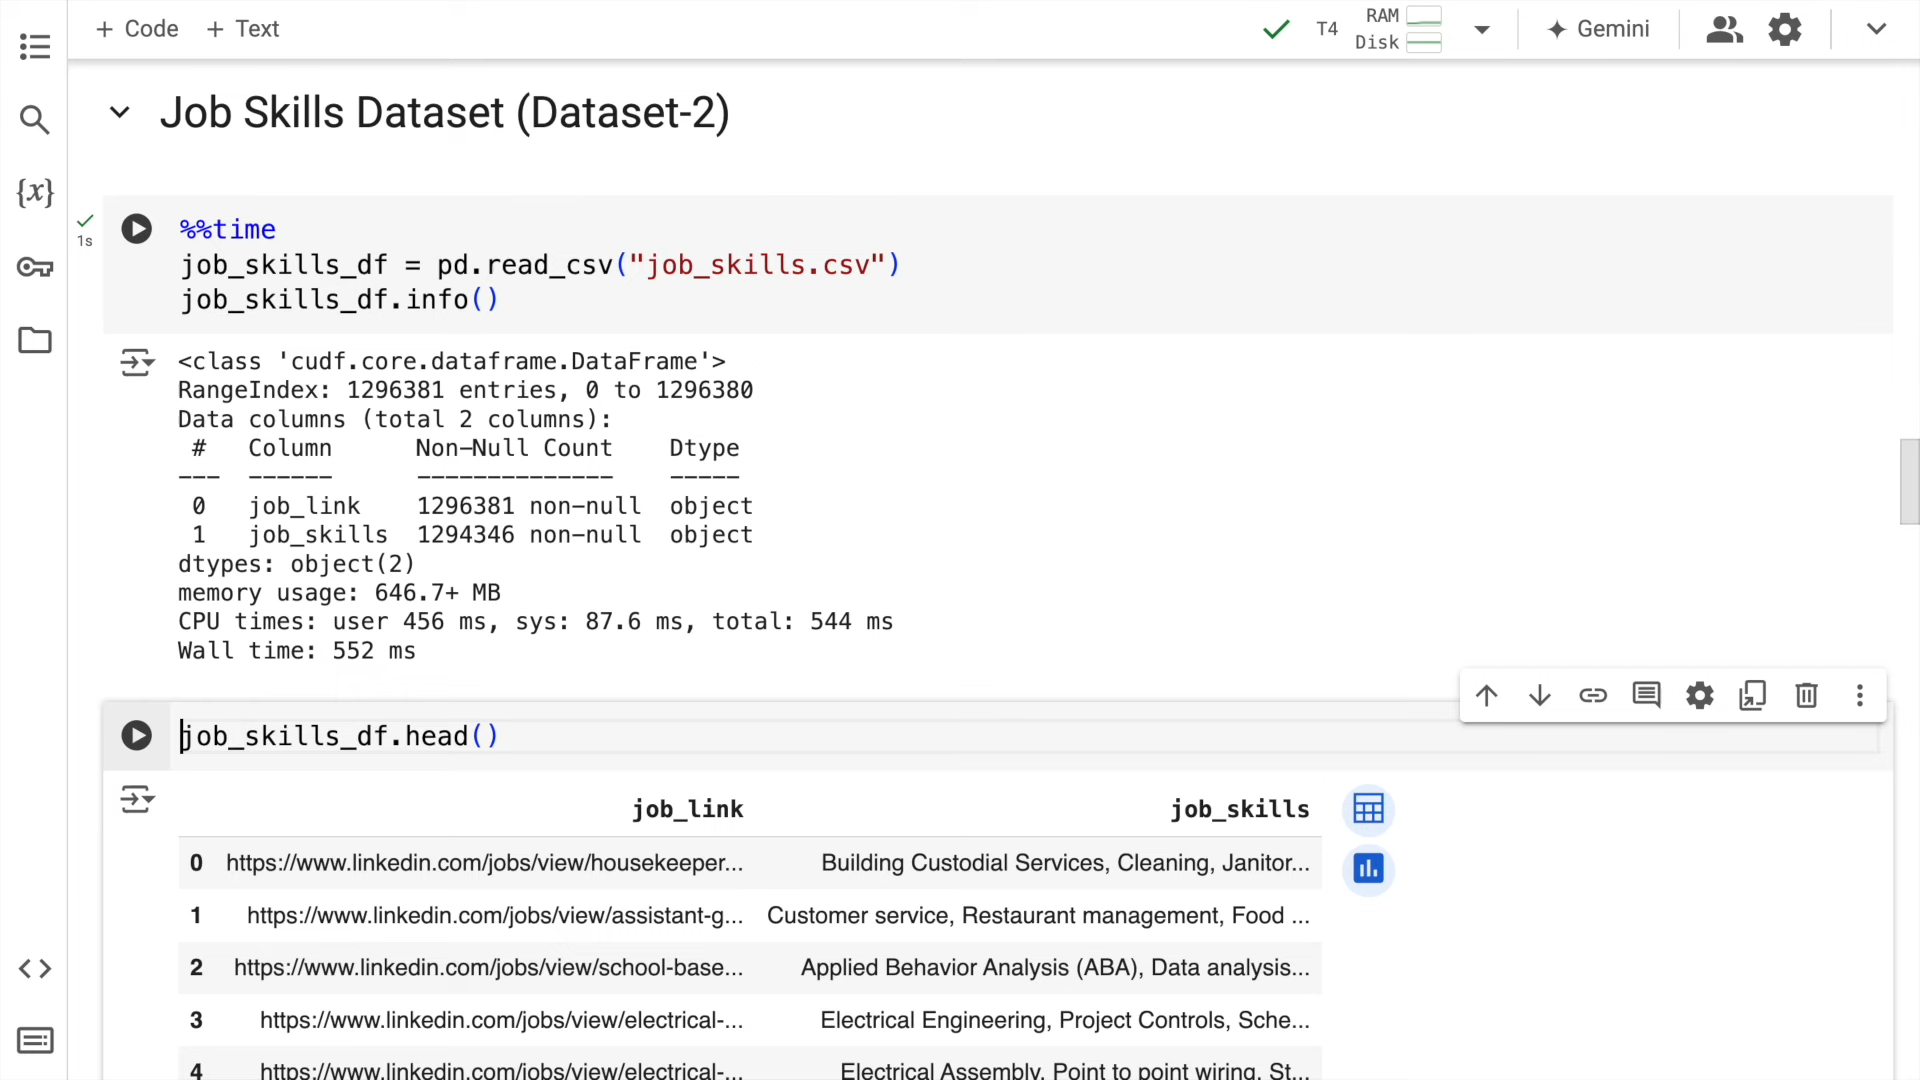 + Code + Text
T4 RAM Disk Gemini
Job Skills Dataset (Dataset-2)
{x}
1s
%%time
job_skills_df = pd.read_csv("job_skills.csv")
job_skills_df.info()
<class 'cudf.core.dataframe.DataFrame'>
RangeIndex: 1296381 entries, 0 to 1296380
Data columns (total 2 columns):
# Column Non-Null Count Dtype
--- ------ -------------- -----
0 job_link 1296381 non-null object
1 job_skills 1294346 non-null object
dtypes: object(2)
memory usage: 646.7+ MB
CPU times: user 456 ms, sys: 87.6 ms, total: 544 ms
Wall time: 552 ms
job_skills_df.head()
job_link job_skills
0 https://www.linkedin.com/jobs/view/housekeeper... Building Custodial Services, Cleaning, Janitor...
1 https://www.linkedin.com/jobs/view/assistant-g... Customer service, Restaurant management, Food ...
2 https://www.linkedin.com/jobs/view/school-base... Applied Behavior Analysis (ABA), Data analysis...
3 https://www.linkedin.com/jobs/view/electrical-... Electrical Engineering, Project Controls, Sche...
4 https://www.linkedin.com/jobs/view/electrical-... Electrical Assembly, Point to point wiring, St...